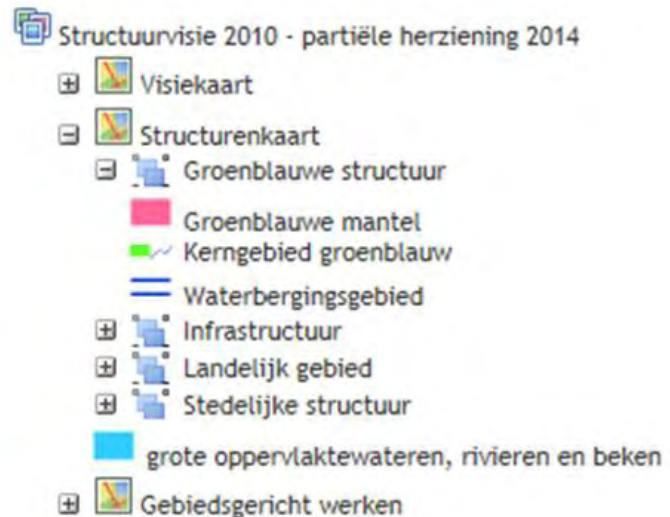 Structuurvisie 2010 - partiële herziening 2014
Visiekaart
Structurenkaart
Groenblauwe structuur
Groenblauwe mantel
Kerngebied groenblauw
Waterbergingsgebied
Infrastructuur
Landelijk gebied
Stedelijke structuur
grote oppervlaktewateren, rivieren en beken
Gebiedsgericht werken